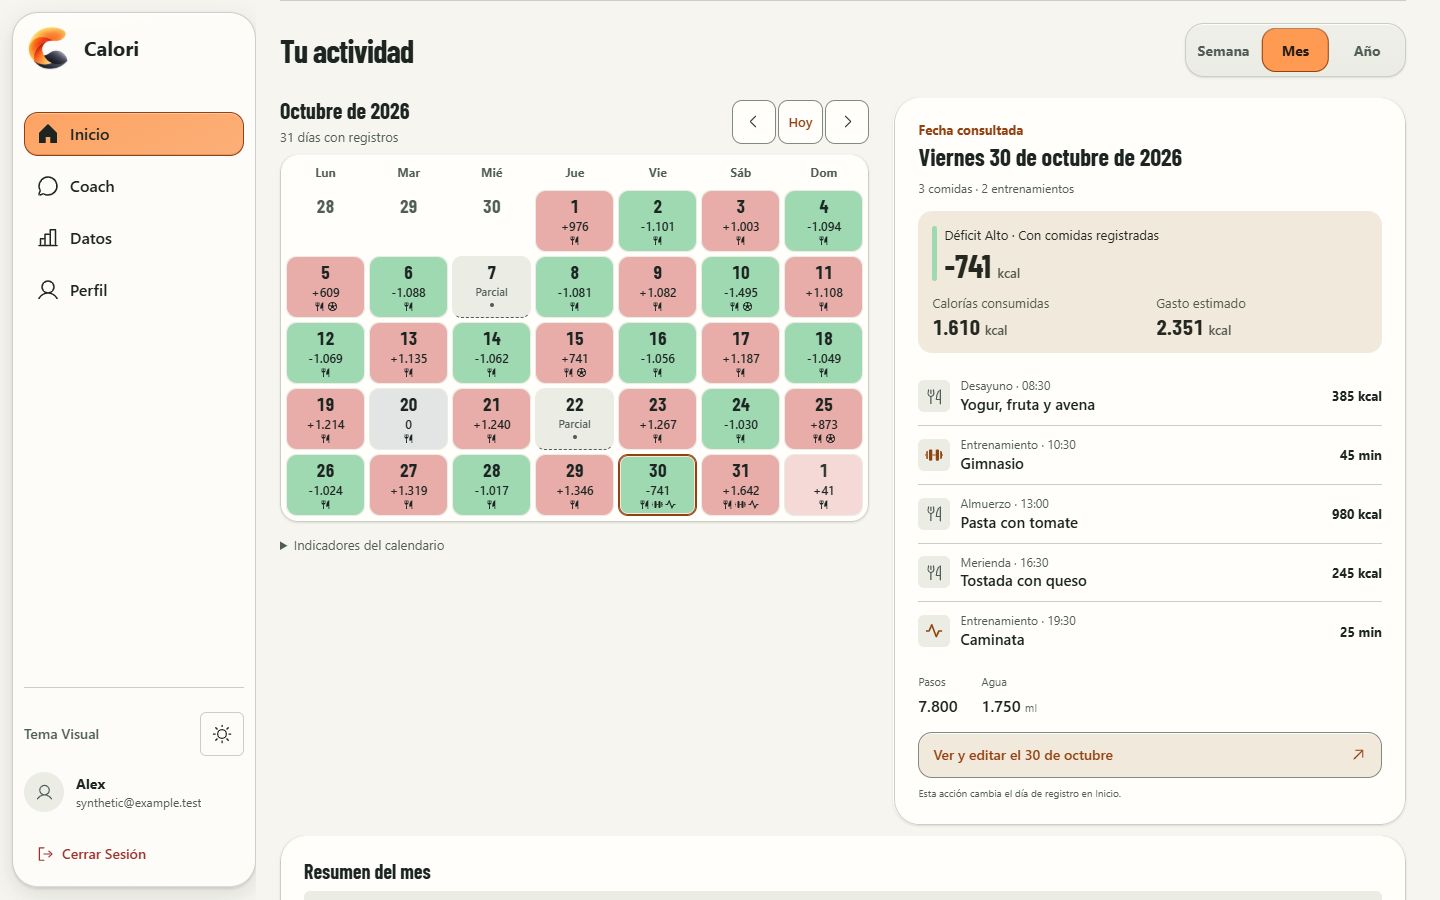 Calori
Inicio
Coach
Datos
Perfil
Tema Visual
Alex
synthetic@example.test
Cerrar Sesión
Tu actividad
Semana Mes Año
Octubre de 2026
31 días con registros
Hoy
Lun Mar Mié Jue Vie Sáb Dom
28 29 30 1 2 3 4
+976 -1.101 +1.003 -1.094
5 6 7 8 9 10 11
+609 -1.088 Parcial -1.081 +1.082 -1.495 +1.108
12 13 14 15 16 17 18
-1.069 +1.135 -1.062 +741 -1.056 +1.187 -1.049
19 20 21 22 23 24 25
+1.214 0 +1.240 Parcial +1.267 -1.030 +873
26 27 28 29 30 31 1
-1.024 +1.319 -1.017 +1.346 -741 +1.642 +41
Indicadores del calendario
Fecha consultada
Viernes 30 de octubre de 2026
3 comidas · 2 entrenamientos
Déficit Alto · Con comidas registradas
-741 kcal
Calorías consumidas Gasto estimado
1.610 kcal 2.351 kcal
Desayuno · 08:30
Yogur, fruta y avena 385 kcal
Entrenamiento · 10:30
Gimnasio 45 min
Almuerzo · 13:00
Pasta con tomate 980 kcal
Merienda · 16:30
Tostada con queso 245 kcal
Entrenamiento · 19:30
Caminata 25 min
Pasos Agua
7.800 1.750 ml
Ver y editar el 30 de octubre
Esta acción cambia el día de registro en Inicio.
Resumen del mes